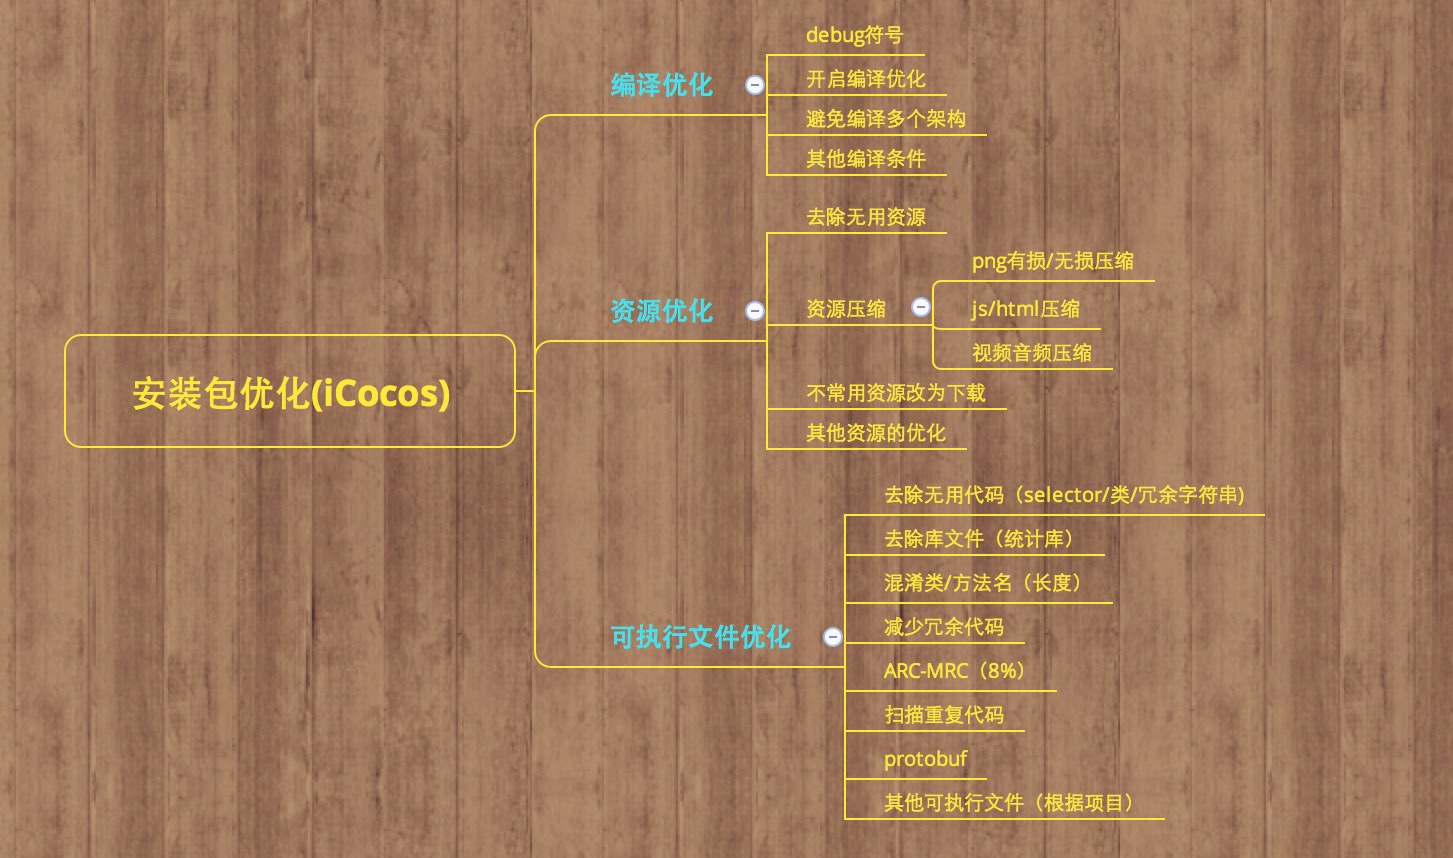 安装包优化(iCocos)
编译优化
debug符号
开启编译优化
避免编译多个架构
其他编译条件
资源优化
去除无用资源
资源压缩
png有损/无损压缩
js/html压缩
视频音频压缩
不常用资源改为下载
其他资源的优化
可执行文件优化
去除无用代码（selector/类/冗余字符串)
去除库文件（统计库）
混淆类/方法名（长度）
减少冗余代码
ARC-MRC（8%）
扫描重复代码
protobuf
其他可执行文件（根据项目）